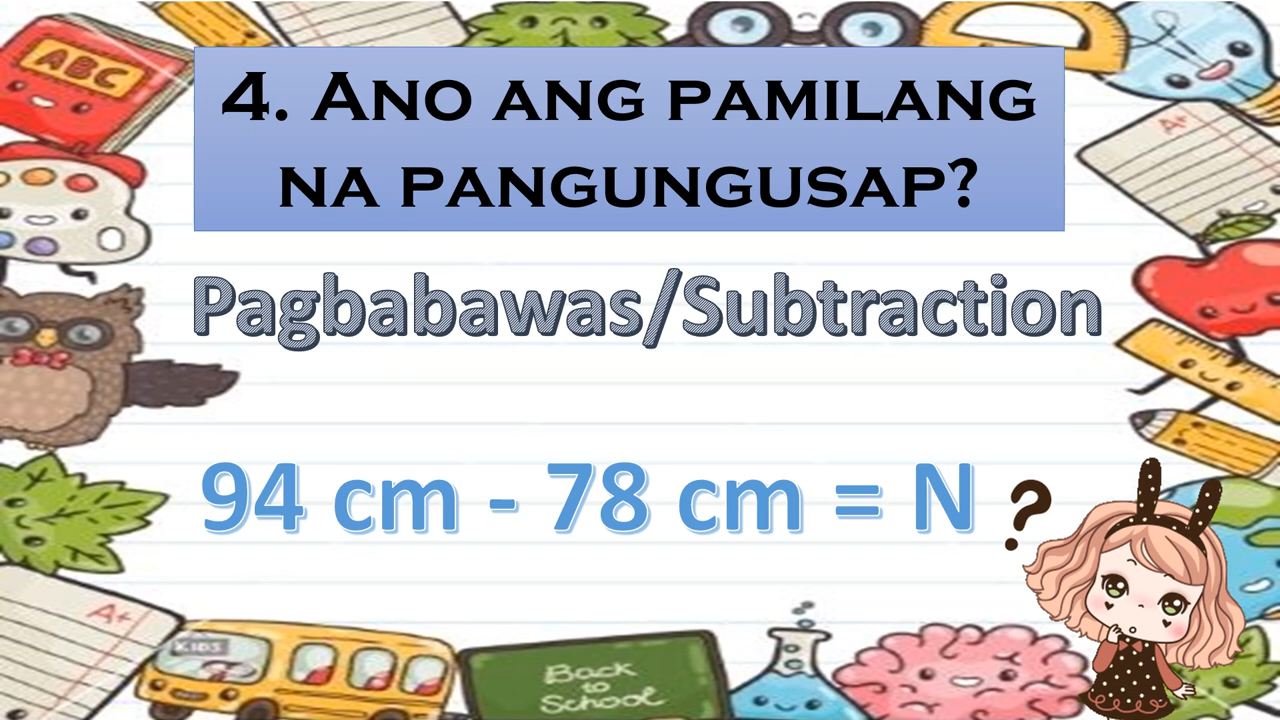 ABC
A+
4. Ano ang pamilang
na pangungusap?
Pagbabawas/Subtraction
94 cm - 78 cm = N
?
A+
KIDS
Back
to
School